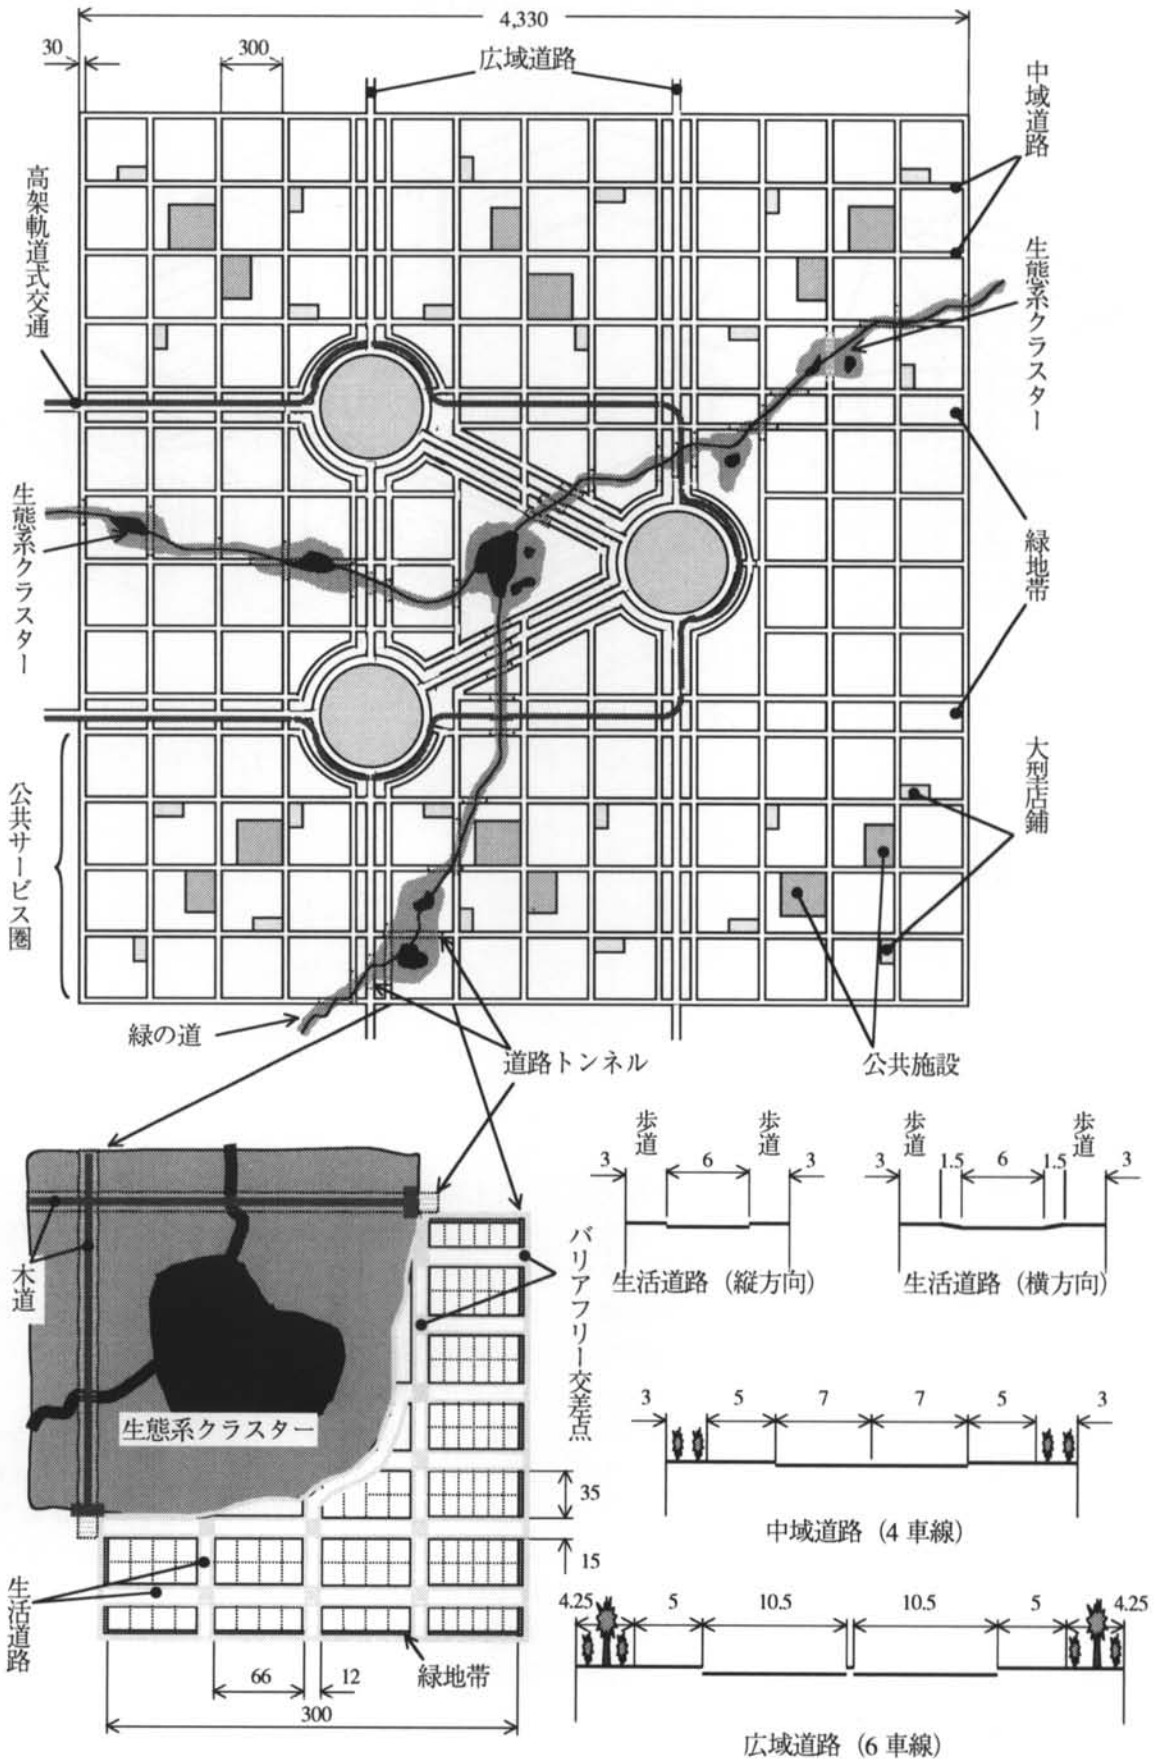 4,330
30
300
広域道路
中域道路
高架軌道式交通
生態系クラスター
生態系クラスター
緑地帯
大型店舗
公共サービス圏
緑の道
道路トンネル
公共施設
木道
生態系クラスター
バリアフリー交差点
35
15
生活道路
66
12
緑地帯
300
歩道
歩道
3
6
3
生活道路（縦方向）
歩道
歩道
3
1.5
6
1.5
3
生活道路（横方向）
3
5
7
7
5
3
中域道路（4 車線）
4.25
5
10.5
10.5
5
4.25
広域道路（6 車線）